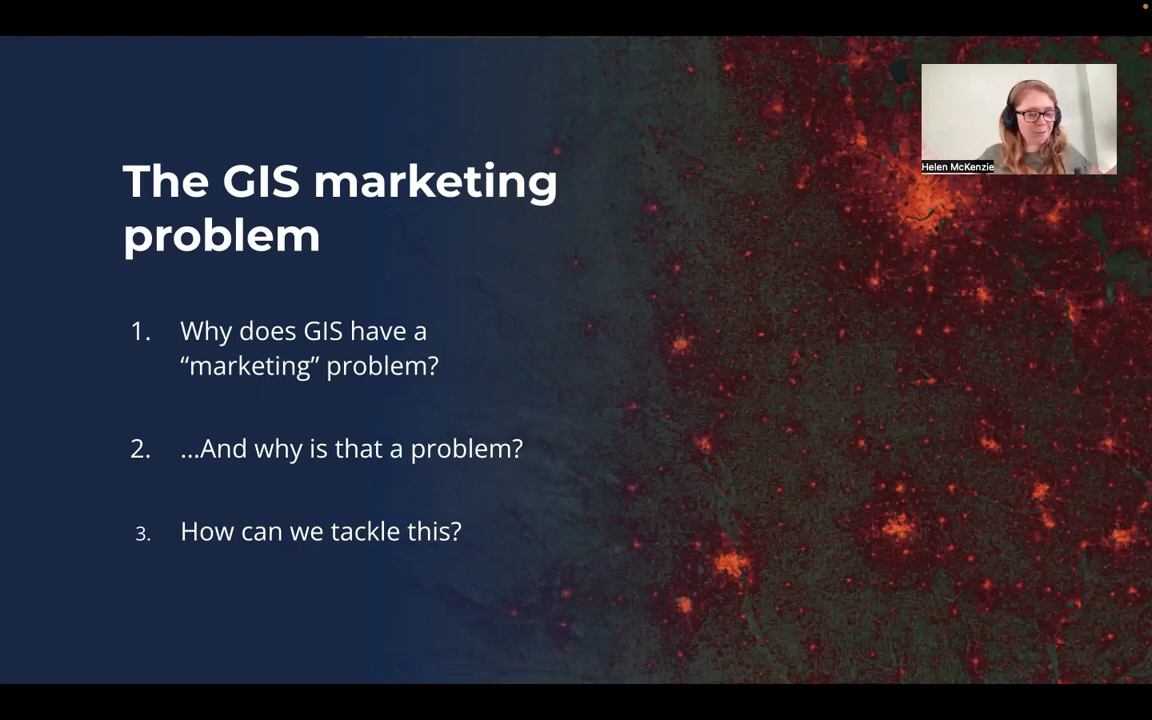 Helen McKenzie
The GIS marketing
problem
1. Why does GIS have a
“marketing” problem?
2. ...And why is that a problem?
3. How can we tackle this?